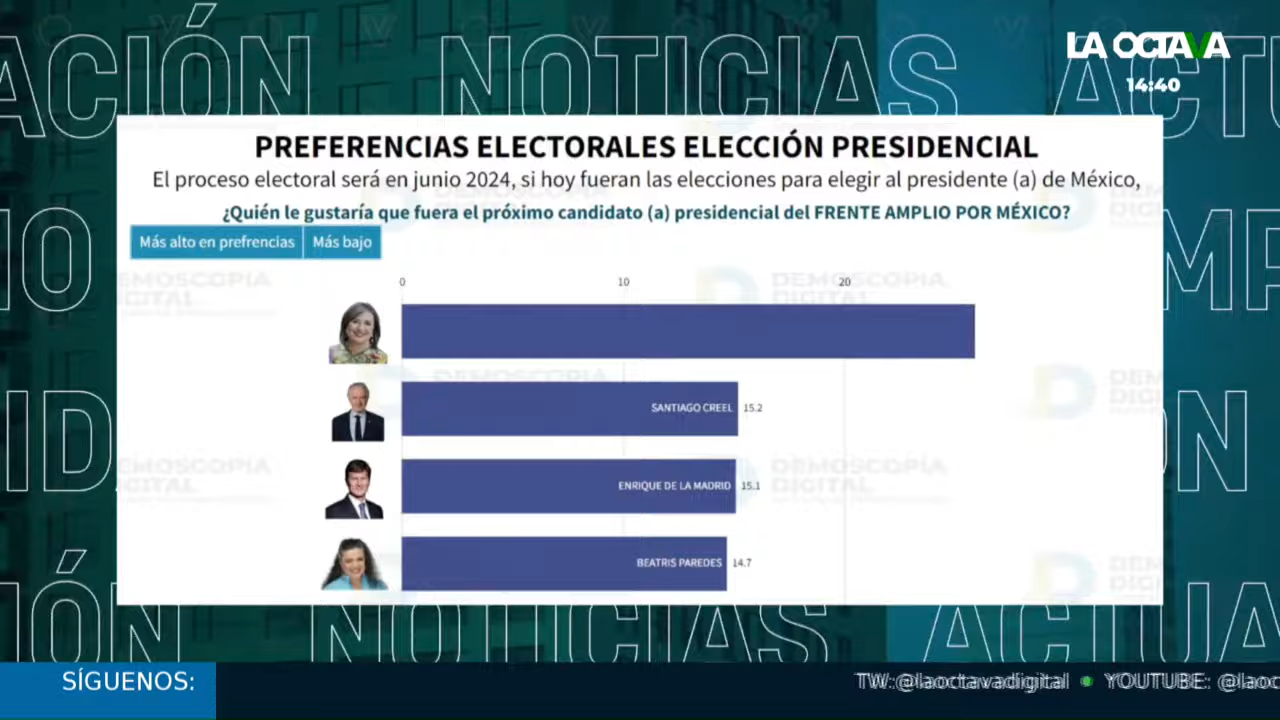 ACIÓN NOTICIAS ACTU
LA OCTAVA
14:40
PREFERENCIAS ELECTORALES ELECCIÓN PRESIDENCIAL
El proceso electoral será en junio 2024, si hoy fueran las elecciones para elegir al presidente (a) de México,
¿Quién le gustaría que fuera el próximo candidato (a) presidencial del FRENTE AMPLIO POR MÉXICO?
Más alto en prefrencias Más bajo
DEMOSCOPIA DIGITAL
0 10 20
SANTIAGO CREEL 15.2
ENRIQUE DE LA MADRID 15.1
BEATRIS PAREDES 14.7
IÓN NOTICIAS ACTUA
SÍGUENOS:
TW:@laoctavadigital • YOUTUBE: @laoc